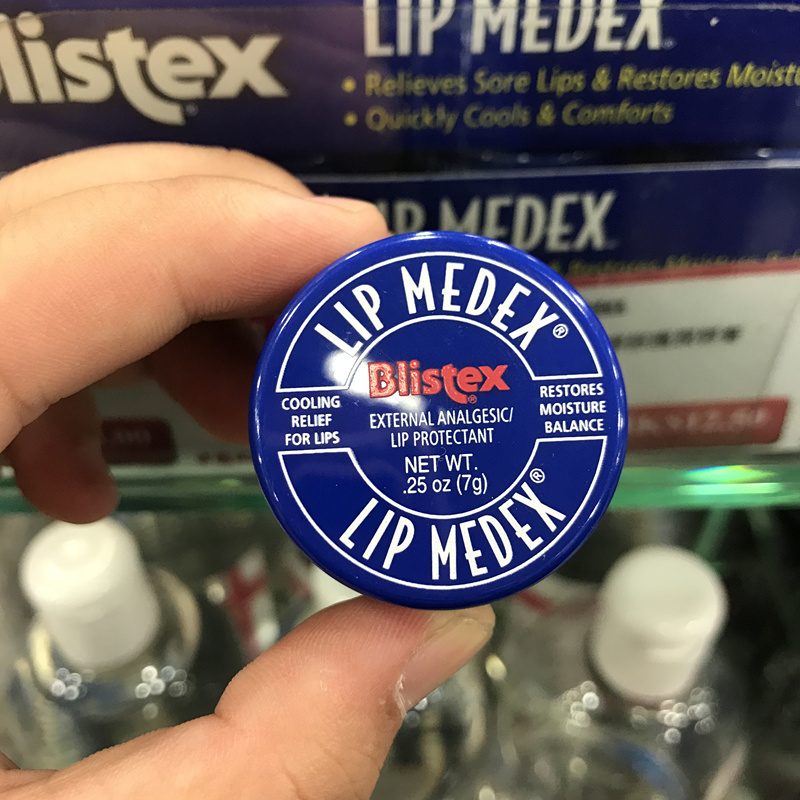 Blistex
LIP MEDEX
• Relieves Sore Lips & Restores
• Quickly Cools & Comforts
LIP MEDEX
LIP MEDEX®
Blistex®
COOLING
RELIEF
FOR LIPS
EXTERNAL ANALGESIC/
LIP PROTECTANT
RESTORES
MOISTURE
BALANCE
NET WT.
.25 oz (7g)
LIP MEDEX®